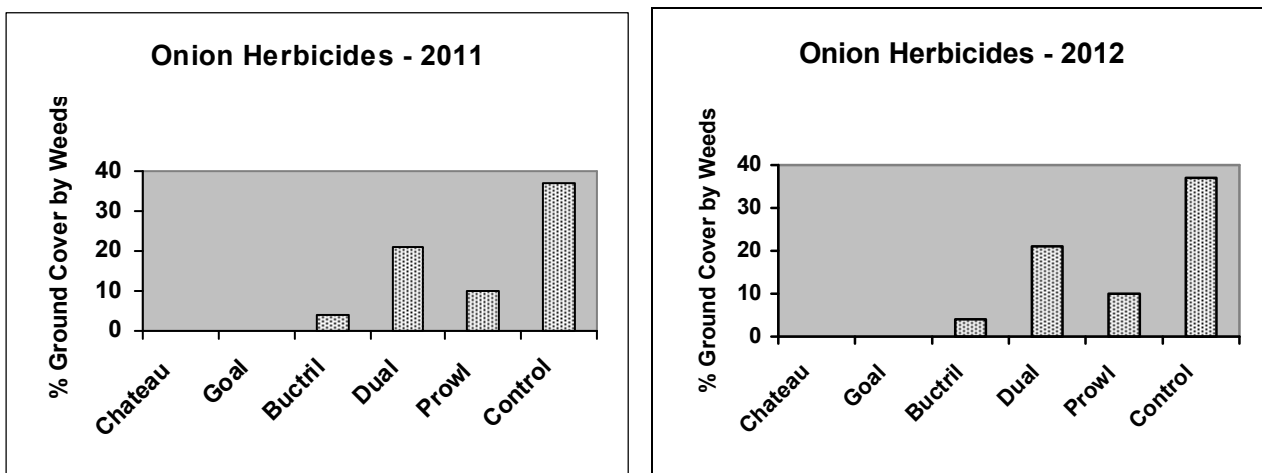 Onion Herbicides - 2011
% Ground Cover by Weeds
40
30
20
10
0
Chateau
Goal
Buctril
Dual
Prowl
Control
Onion Herbicides - 2012
% Ground Cover by Weeds
40
30
20
10
0
Chateau
Goal
Buctril
Dual
Prowl
Control